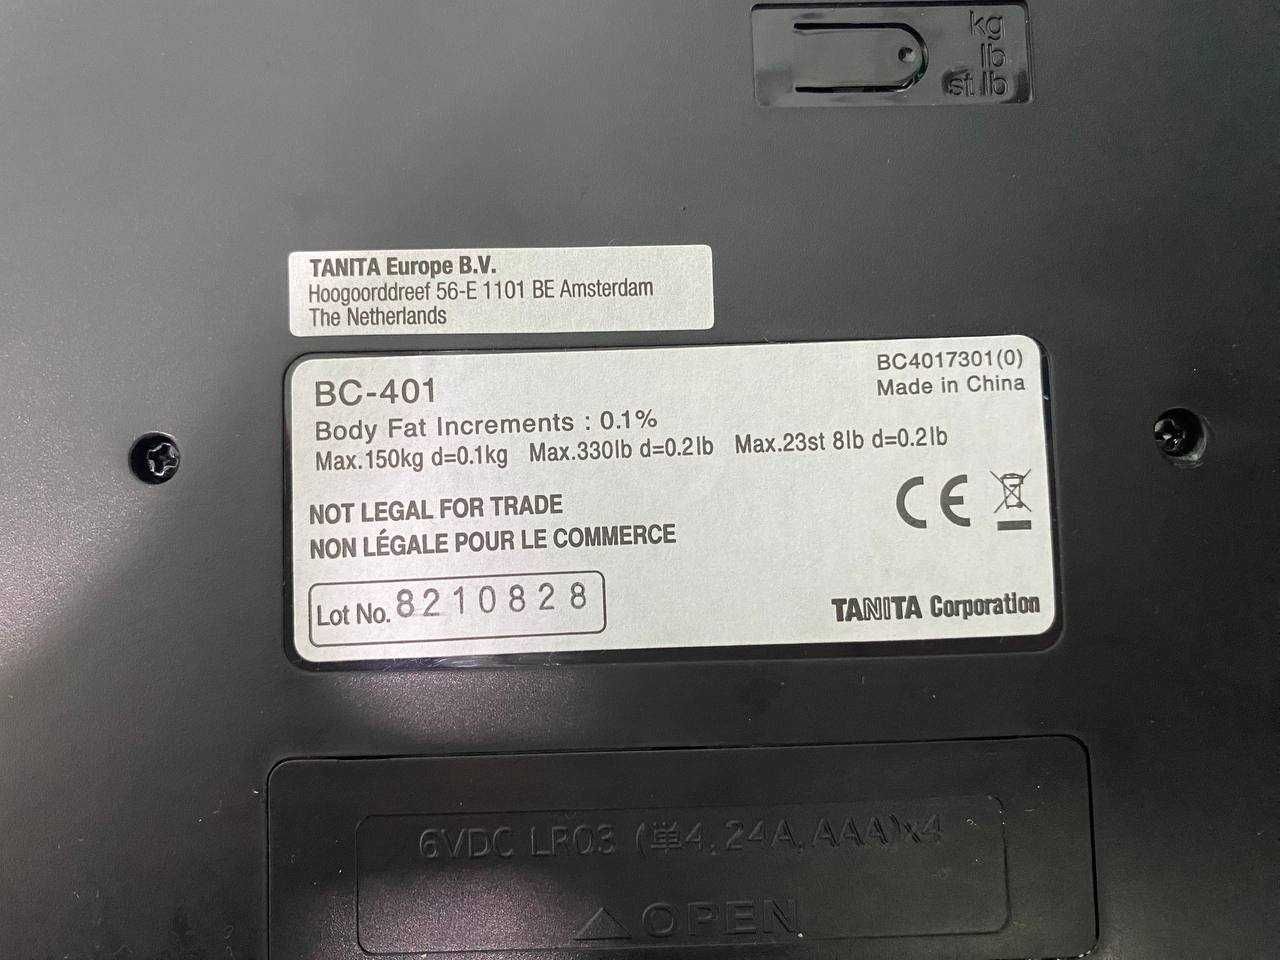 kg
lb
st lb
TANITA Europe B.V.
Hoogoorddreef 56-E 1101 BE Amsterdam
The Netherlands
BC-401
BC4017301(0)
Made in China
Body Fat Increments : 0.1%
Max.150kg d=0.1kg Max.330lb d=0.2lb Max.23st 8lb d=0.2lb
NOT LEGAL FOR TRADE
NON LÉGALE POUR LE COMMERCE
CE
Lot No. 8210828
TANITA Corporation
6VDC LR03 (単4, 24A, AAA)x4
OPEN